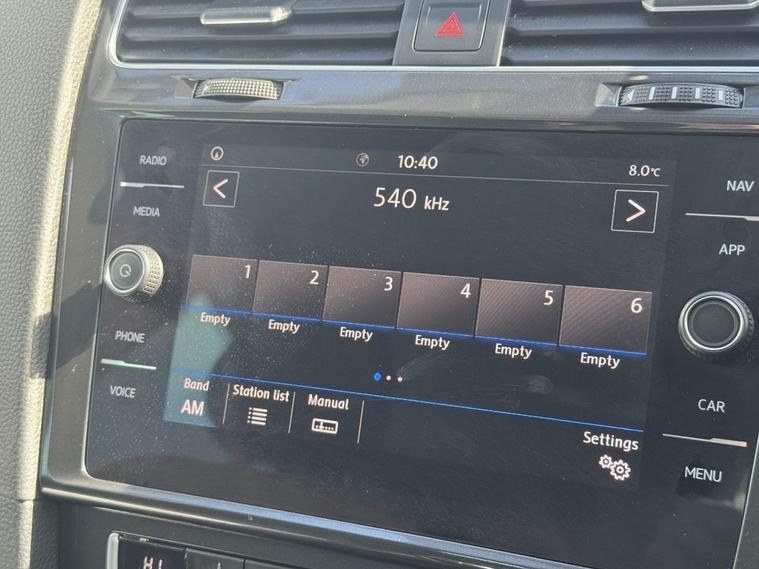 RADIO
MEDIA
PHONE
VOICE
10:40
8.0°C
540 kHz
<
>
1
2
3
4
5
6
Empty
Empty
Empty
Empty
Empty
Empty
Band
AM
Station list
Manual
Settings
NAV
APP
CAR
MENU